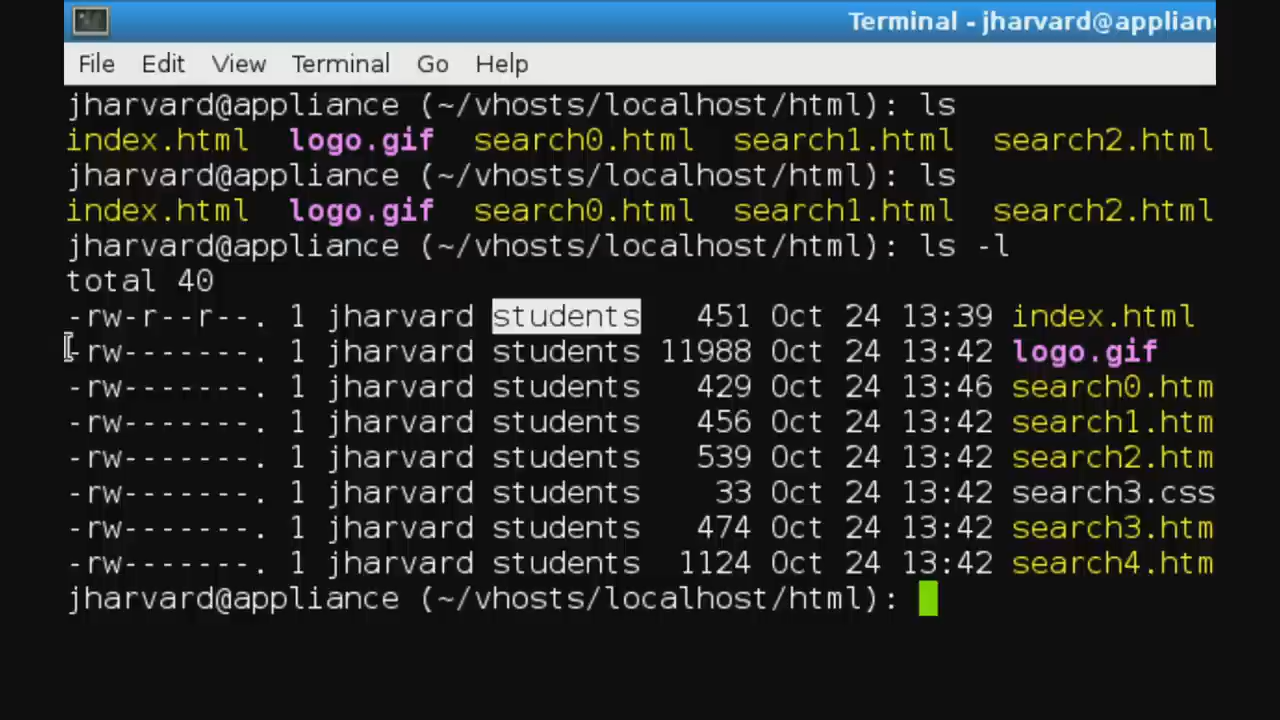 Terminal - jharvard@applian
File Edit View Terminal Go Help
jharvard@appliance (~/vhosts/localhost/html): ls
index.html logo.gif search0.html search1.html search2.html
jharvard@appliance (~/vhosts/localhost/html): ls
index.html logo.gif search0.html search1.html search2.html
jharvard@appliance (~/vhosts/localhost/html): ls -l
total 40
-rw-r--r--. 1 jharvard students 451 Oct 24 13:39 index.html
-rw-------. 1 jharvard students 11988 Oct 24 13:42 logo.gif
-rw-------. 1 jharvard students 429 Oct 24 13:46 search0.htm
-rw-------. 1 jharvard students 456 Oct 24 13:42 search1.htm
-rw-------. 1 jharvard students 539 Oct 24 13:42 search2.htm
-rw-------. 1 jharvard students 33 Oct 24 13:42 search3.css
-rw-------. 1 jharvard students 474 Oct 24 13:42 search3.htm
-rw-------. 1 jharvard students 1124 Oct 24 13:42 search4.htm
jharvard@appliance (~/vhosts/localhost/html):